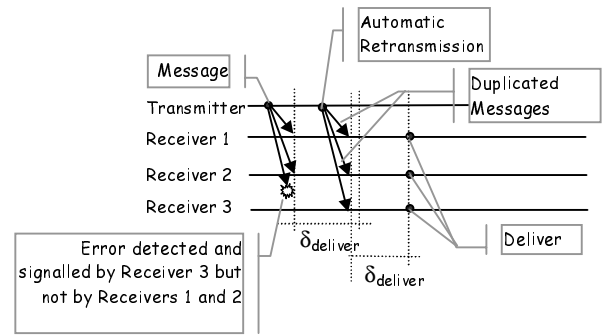 Automatic
Retransmission
Message
Duplicated
Messages
Transmitter
Receiver 1
Receiver 2
Receiver 3
δdeliver
δdeliver
Deliver
Error detected and
signalled by Receiver 3 but
not by Receivers 1 and 2